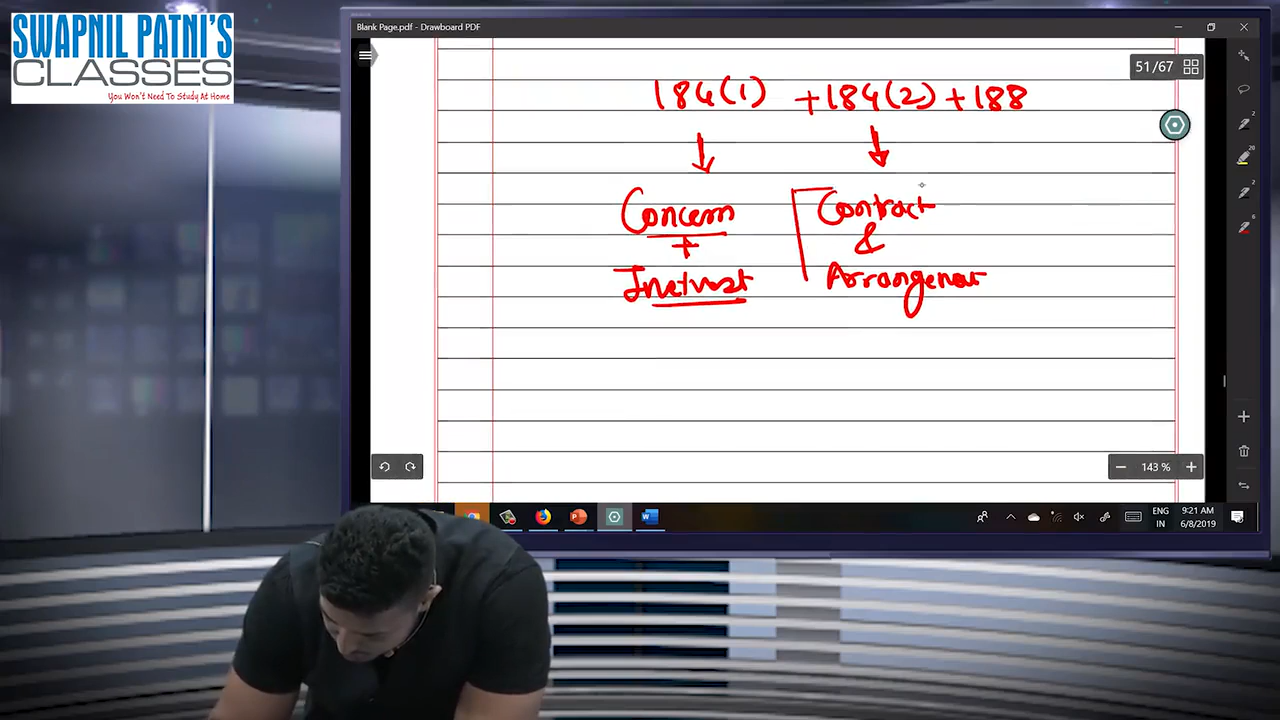 SWAPNIL PATNI'S
CLASSES
You Won't Need To Study At Home
Blank Page.pdf - Drawboard PDF
51/67
184(1) + 184(2) + 188
Concern Contract
+ &
Arrangement
143 %
ENG
IN
9:21 AM
6/8/2019